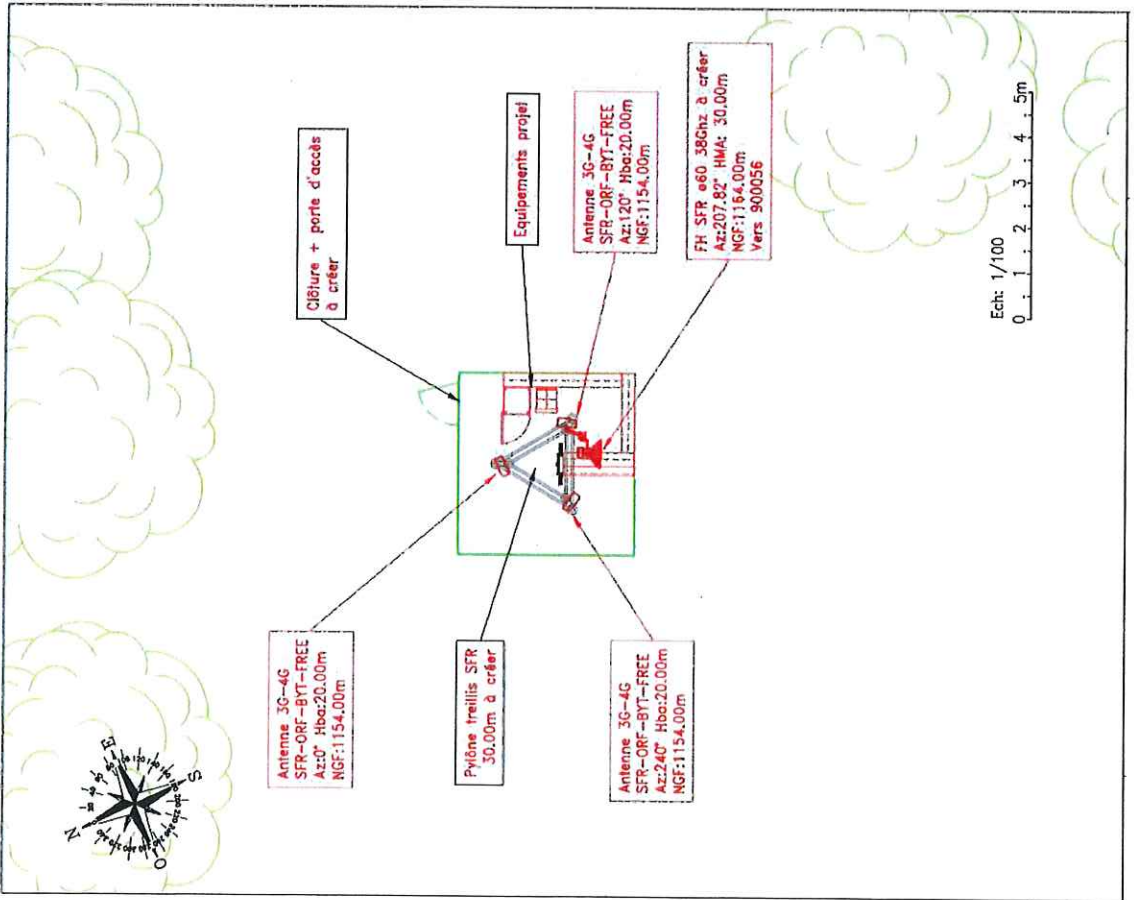 N
E
S
O
Antenne 3G-4G
SFR-ORF-BYT-FREE
Az:0° Hba:20.00m
NGF:1154.00m
Clôture + porte d'accès
à créer
Pylône treillis SFR
30.00m à créer
Equipements projet
Antenne 3G-4G
SFR-ORF-BYT-FREE
Az:120° Hba:20.00m
NGF:1154.00m
Antenne 3G-4G
SFR-ORF-BYT-FREE
Az:240° Hba:20.00m
NGF:1154.00m
FH SFR ø60 38Ghz à créer
Az:207.82° HMA: 30.00m
NGF:1164.00m
Vers 900056
Ech: 1/100
0 1 2 3 4 5m